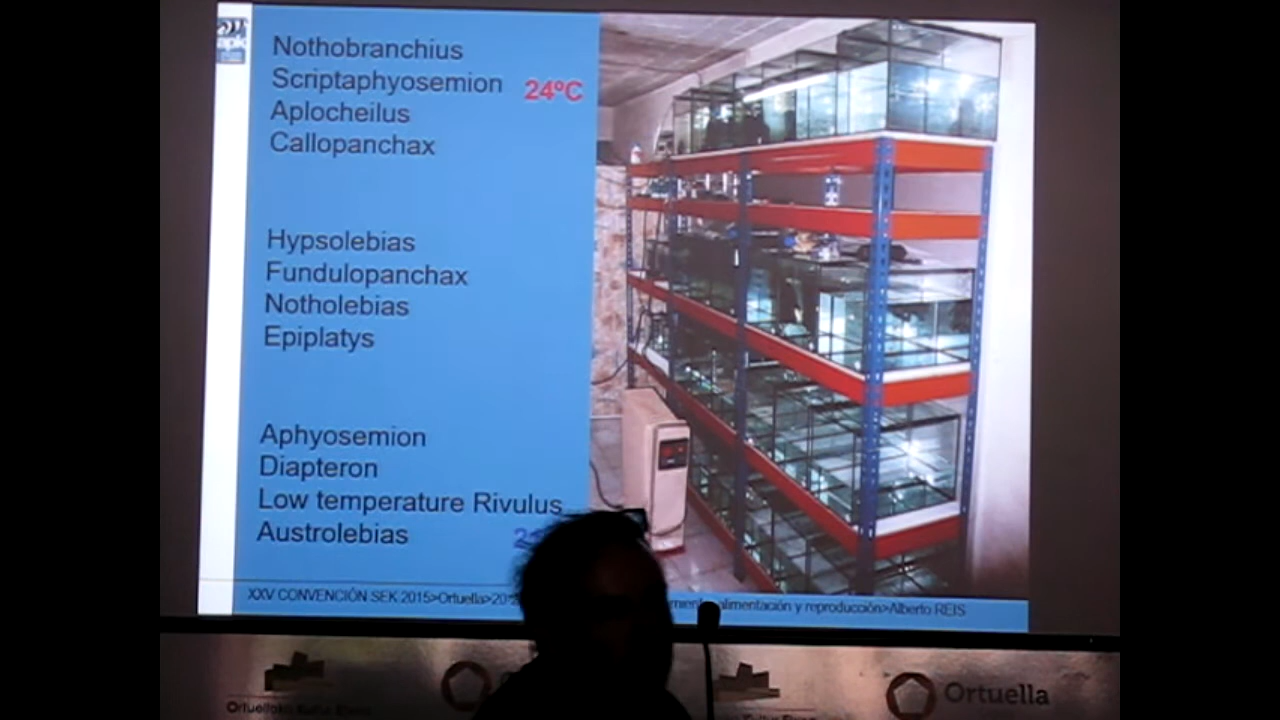 apk
Nothobranchius
Scriptaphyosemion 24ºC
Aplocheilus
Callopanchax
Hypsolebias
Fundulopanchax
Notholebias
Epiplatys
Aphyosemion
Diapteron
Low temperature Rivulus
Austrolebias
XXV CONVENCIÓN SEK 2015>Ortuella> alimentación y reproducción>Alberto REIS
Ortuella